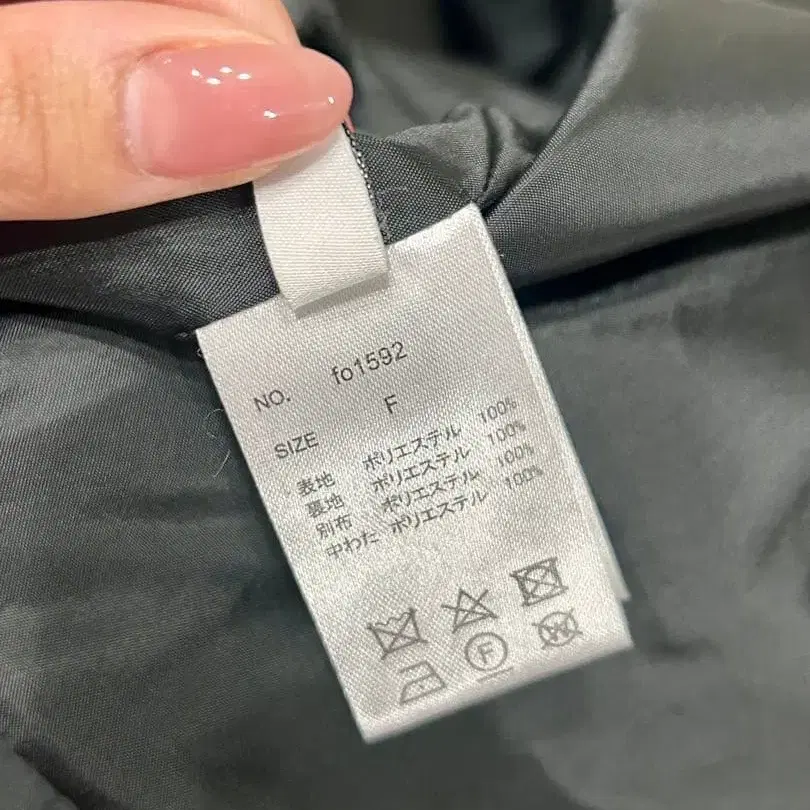 NO. fo1592
SIZE F
表地 ポリエステル 100%
裏地 ポリエステル 100%
別布 ポリエステル 100%
中わた ポリエステル 100%
F
W